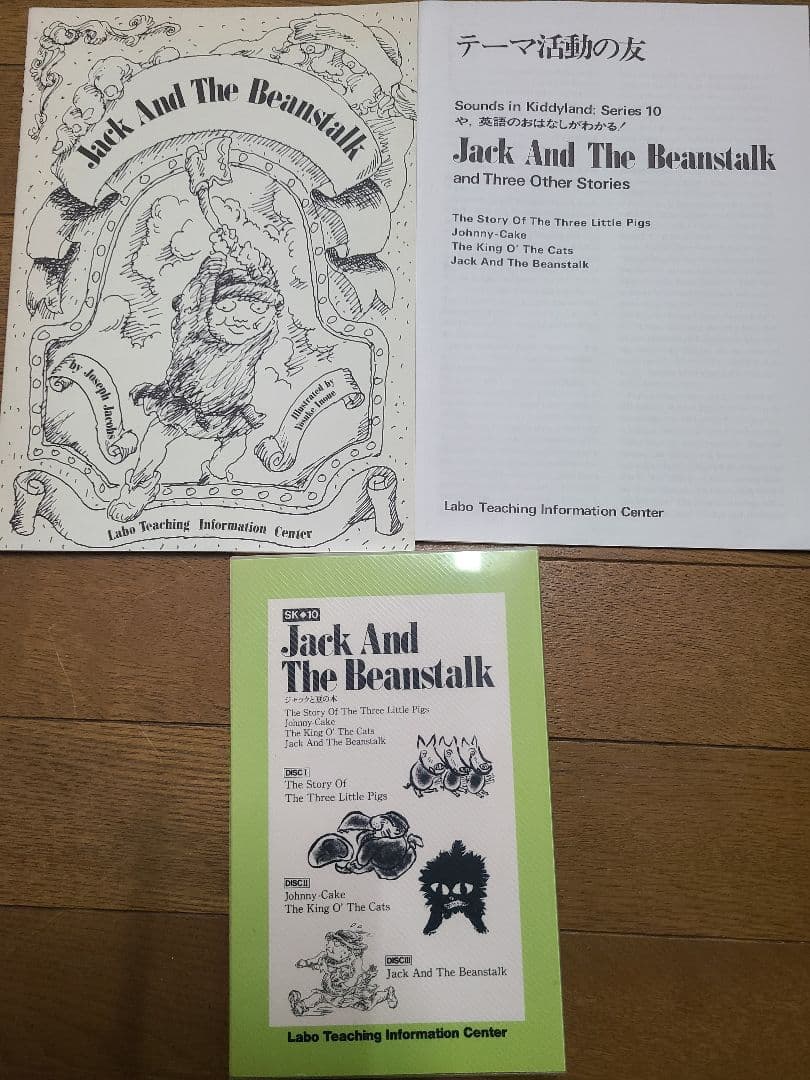 Jack And The Beanstalk
by Joseph Jacobs
Illustrated by
Yosuke Inoue
Labo Teaching Information Center
テーマ活動の友
Sounds in Kiddyland; Series 10
や,英語のおはなしがわかる!
Jack And The Beanstalk
and Three Other Stories
The Story Of The Three Little Pigs
Johnny-Cake
The King O' The Cats
Jack And The Beanstalk
Labo Teaching Information Center
SK◆10
Jack And
The Beanstalk
ジャックと豆の木
The Story Of The Three Little Pigs
Johnny-Cake
The King O' The Cats
Jack And The Beanstalk
DISC I
The Story Of
The Three Little Pigs
DISC II
Johnny-Cake
The King O' The Cats
DISC III
Jack And The Beanstalk
Labo Teaching Information Center